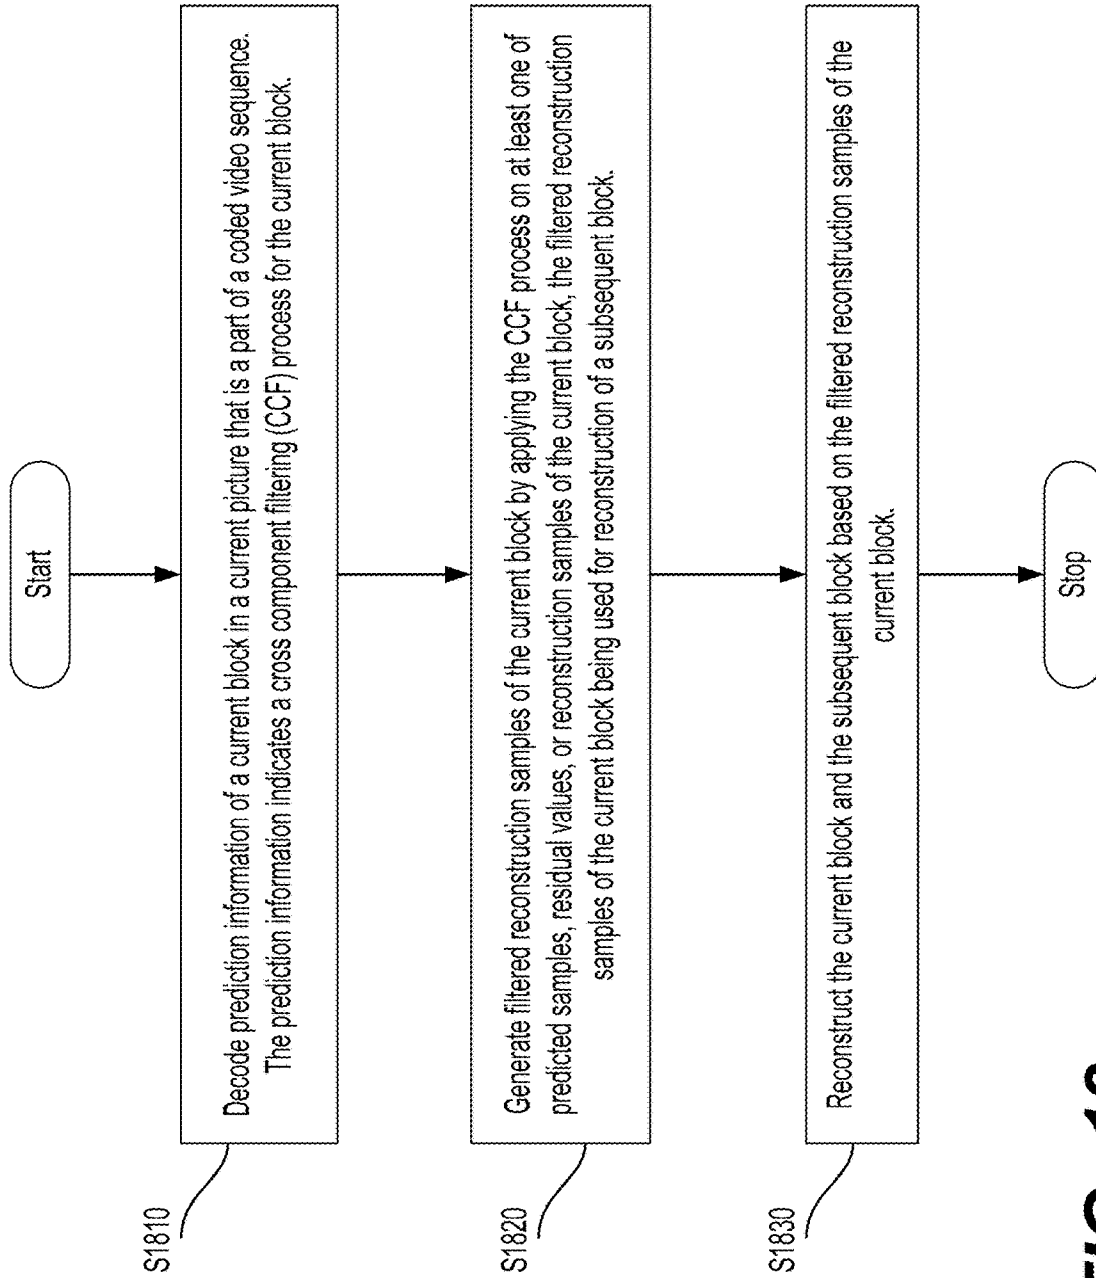 Start
S1810
Decode prediction information of a current block in a current picture that is a part of a coded video sequence.
The prediction information indicates a cross component filtering (CCF) process for the current block.
S1820
Generate filtered reconstruction samples of the current block by applying the CCF process on at least one of
predicted samples, residual values, or reconstruction samples of the current block, the filtered reconstruction
samples of the current block being used for reconstruction of a subsequent block.
S1830
Reconstruct the current block and the subsequent block based on the filtered reconstruction samples of the
current block.
Stop